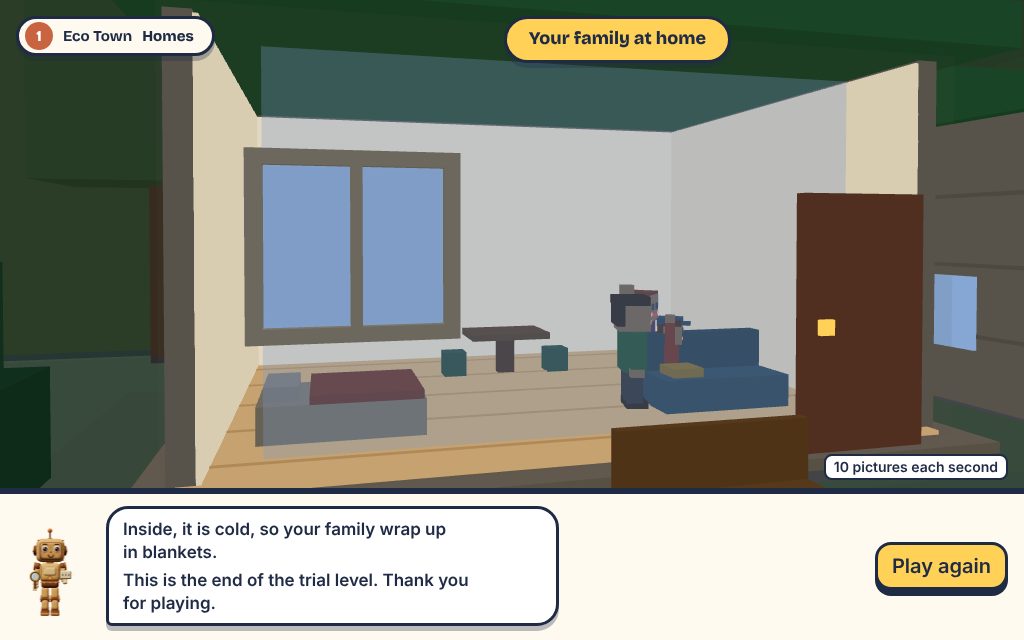 1 Eco Town Homes
Your family at home
10 pictures each second
Inside, it is cold, so your family wrap up
in blankets.
This is the end of the trial level. Thank you
for playing.
Play again